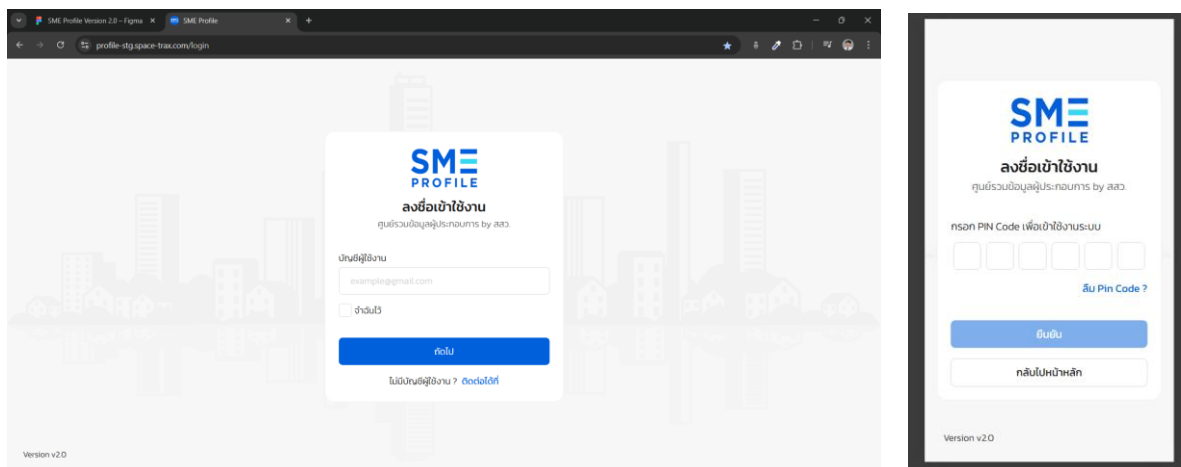 SME Profile Version 2.0 – Figma
SME Profile
profile-stg.space-trax.com/login
SME
PROFILE
ลงชื่อเข้าใช้งาน
ศูนย์รวมข้อมูลผู้ประกอบการ by สสว.
บัญชีผู้ใช้งาน
example@gmail.com
จำฉันไว้
ถัดไป
ไม่มีบัญชีผู้ใช้งาน ? ติดต่อได้ที่
Version v2.0
SME
PROFILE
ลงชื่อเข้าใช้งาน
ศูนย์รวมข้อมูลผู้ประกอบการ by สสว.
กรอก PIN Code เพื่อเข้าใช้งานระบบ
ลืม Pin Code ?
ยืนยัน
กลับไปหน้าหลัก
Version v2.0